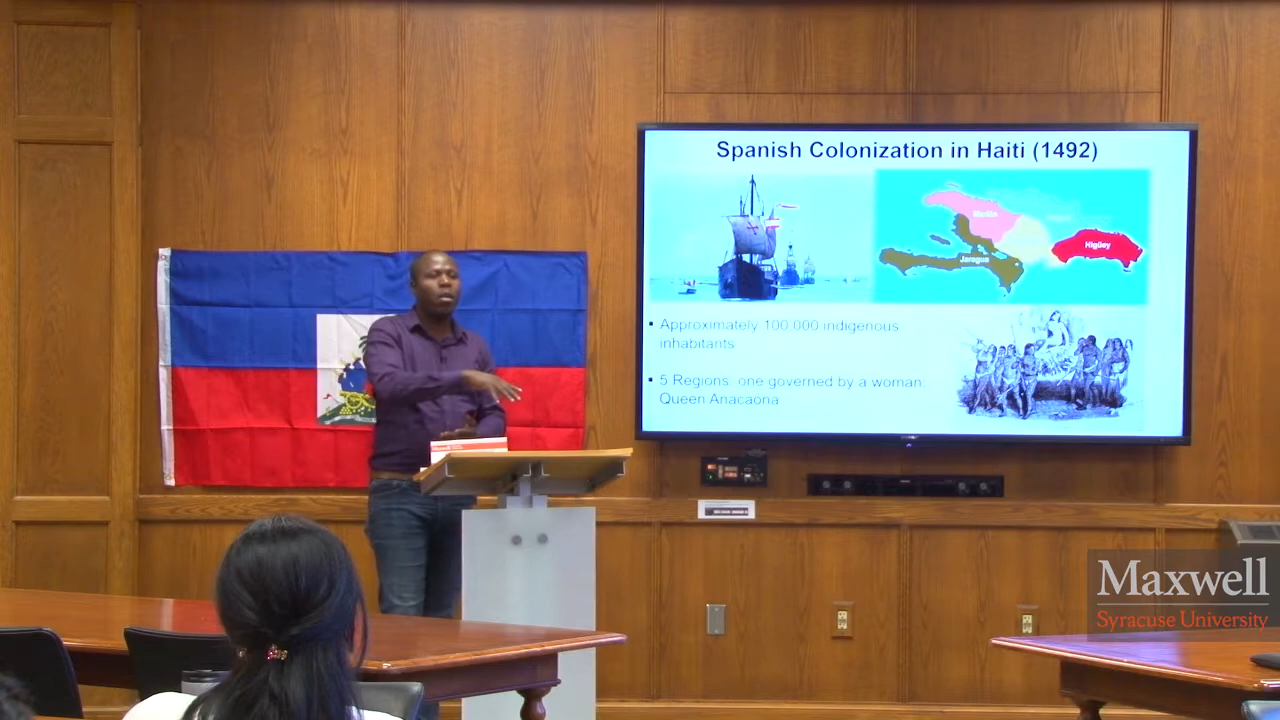 Spanish Colonization in Haiti (1492)
Jaragua
Higüey
▪ Approximately 100,000 indigenous
inhabitants
▪ 5 Regions: one governed by a woman:
Queen Anacaona
Maxwell
Syracuse University